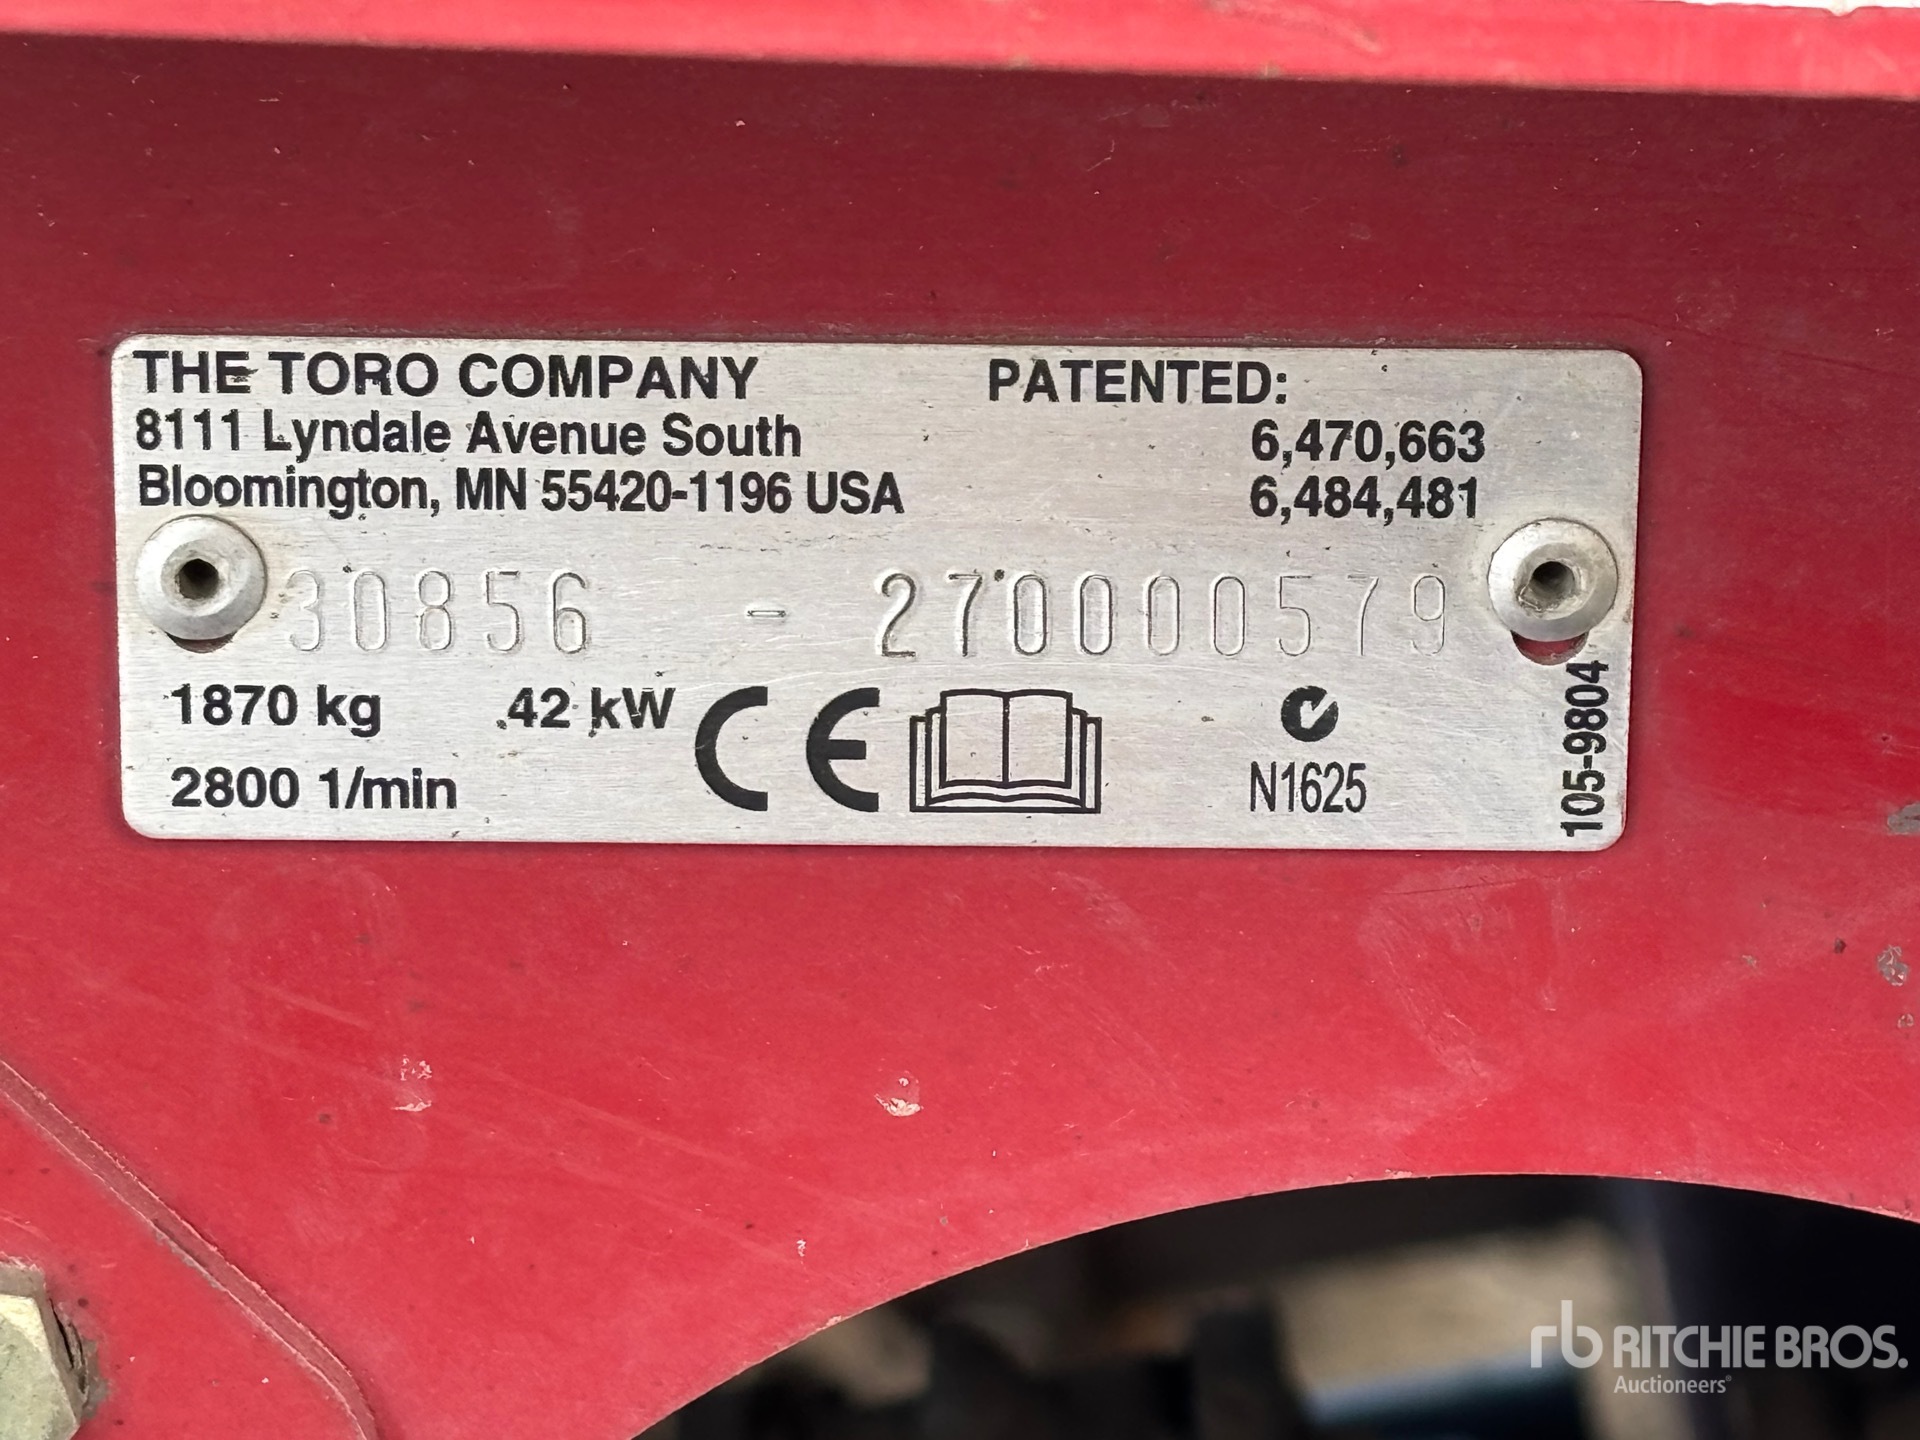 THE TORO COMPANY
8111 Lyndale Avenue South
Bloomington, MN 55420-1196 USA
PATENTED:
6,470,663
6,484,481
30856 - 270000579
1870 kg 42 kW
2800 1/min
CE
N1625
105-9804
rb RITCHIE BROS.
Auctioneers®